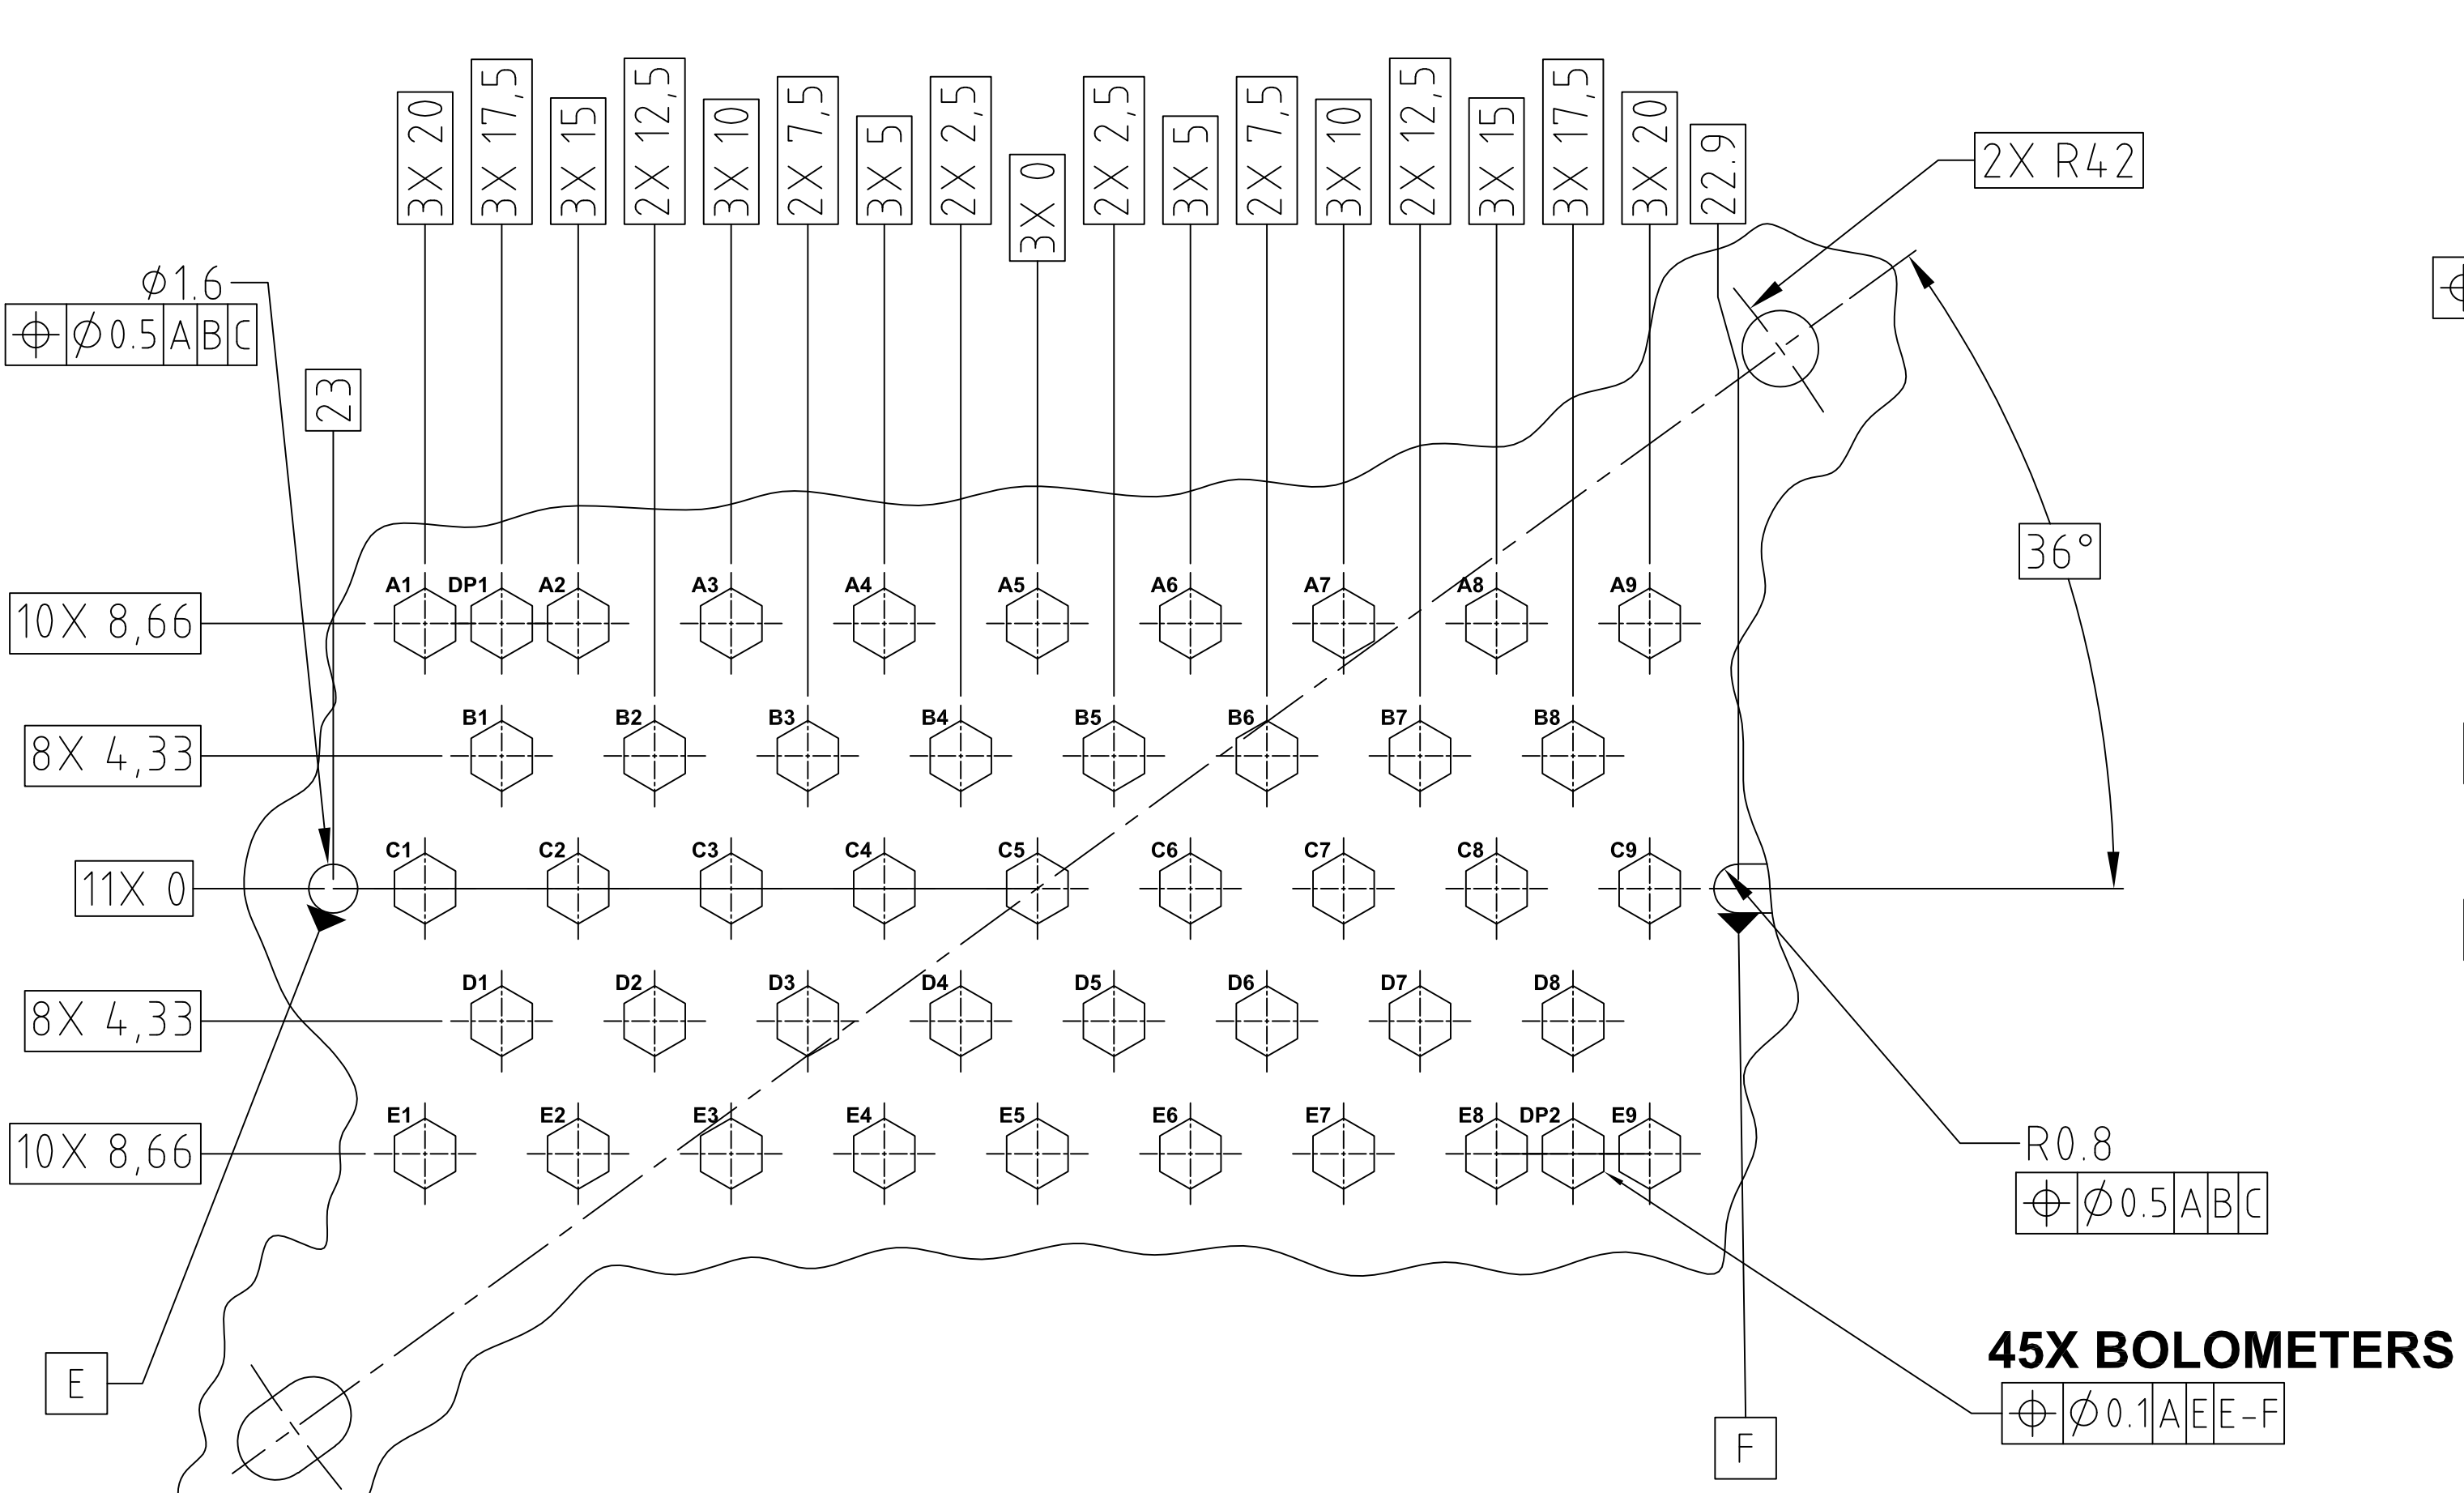 3X 20
3X 17,5
3X 15
2X 12,5
3X 10
2X 7,5
3X 5
2X 2,5
3X 0
2X 2,5
3X 5
2X 7,5
3X 10
2X 12,5
3X 15
3X 17,5
3X 20
22.9
2X R42
⌀1.6
⌖ ⌀0.5 A B C
23
36°
A1 DP1 A2 A3 A4 A5 A6 A7 A8 A9
10X 8,66
B1 B2 B3 B4 B5 B6 B7 B8
8X 4,33
C1 C2 C3 C4 C5 C6 C7 C8 C9
11X 0
D1 D2 D3 D4 D5 D6 D7 D8
8X 4,33
E1 E2 E3 E4 E5 E6 E7 E8 DP2 E9
10X 8,66
R0.8
⌖ ⌀0.5 A B C
45X BOLOMETERS
⌖ ⌀0.1 A E E-F
E
F